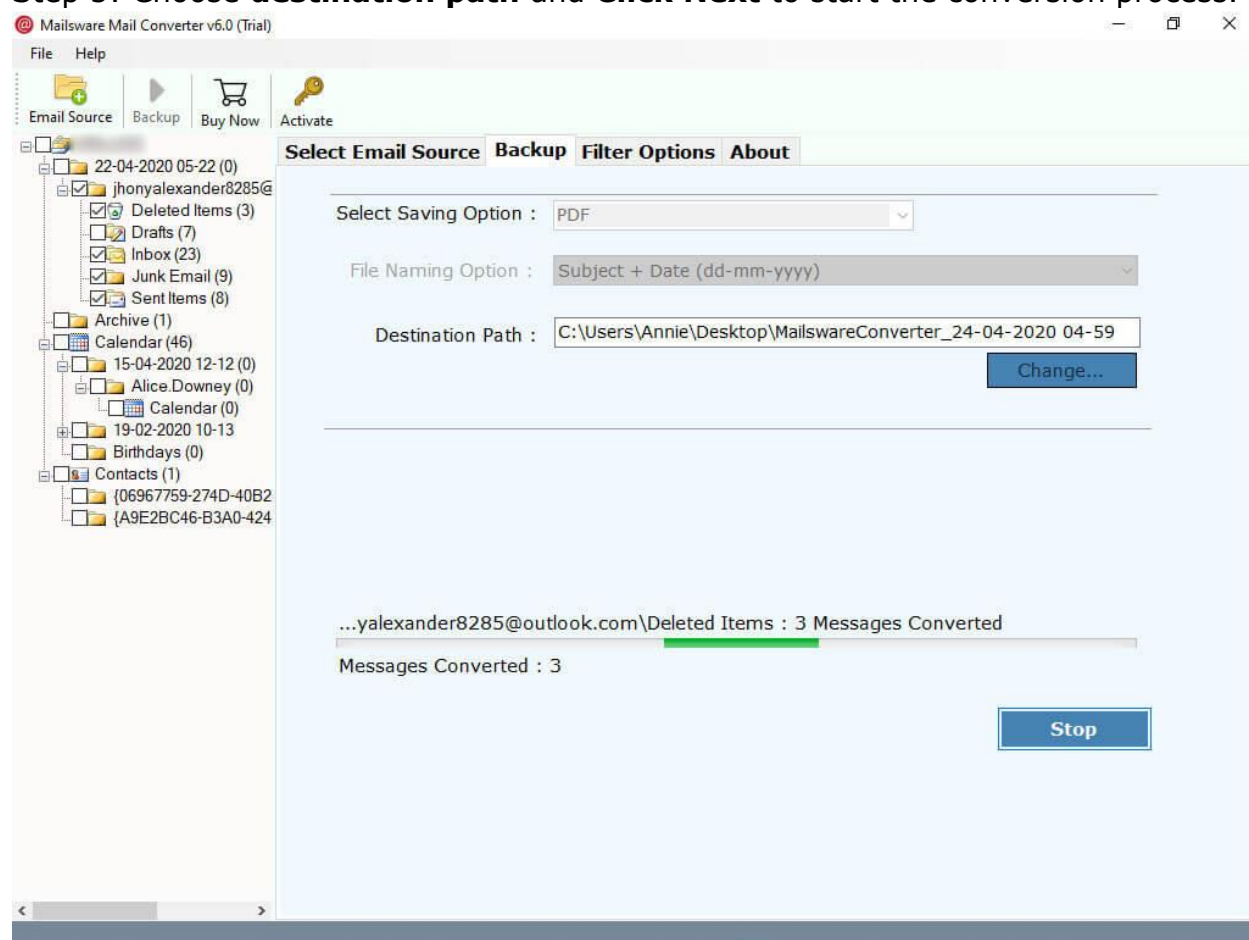 Step 5: Choose destination path and Click Next to start the conversion process.
Mailsware Mail Converter v6.0 (Trial)
File Help
Email Source Backup Buy Now Activate
Select Email Source Backup Filter Options About
22-04-2020 05-22 (0)
jhonyalexander8285@
Deleted Items (3)
Drafts (7)
Inbox (23)
Junk Email (9)
Sent Items (8)
Archive (1)
Calendar (46)
15-04-2020 12-12 (0)
Alice.Downey (0)
Calendar (0)
19-02-2020 10-13
Birthdays (0)
Contacts (1)
{06967759-274D-40B2
{A9E2BC46-B3A0-424
Select Saving Option : PDF
File Naming Option : Subject + Date (dd-mm-yyyy)
Destination Path : C:\Users\Annie\Desktop\MailswareConverter_24-04-2020 04-59
Change...
...yalexander8285@outlook.com\Deleted Items : 3 Messages Converted
Messages Converted : 3
Stop